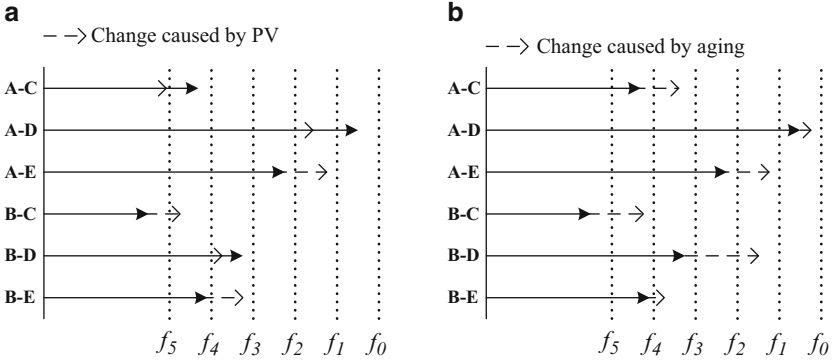 a
Change caused by PV
A-C
A-D
A-E
B-C
B-D
B-E
f5 f4 f3 f2 f1 f0
b
Change caused by aging
A-C
A-D
A-E
B-C
B-D
B-E
f5 f4 f3 f2 f1 f0